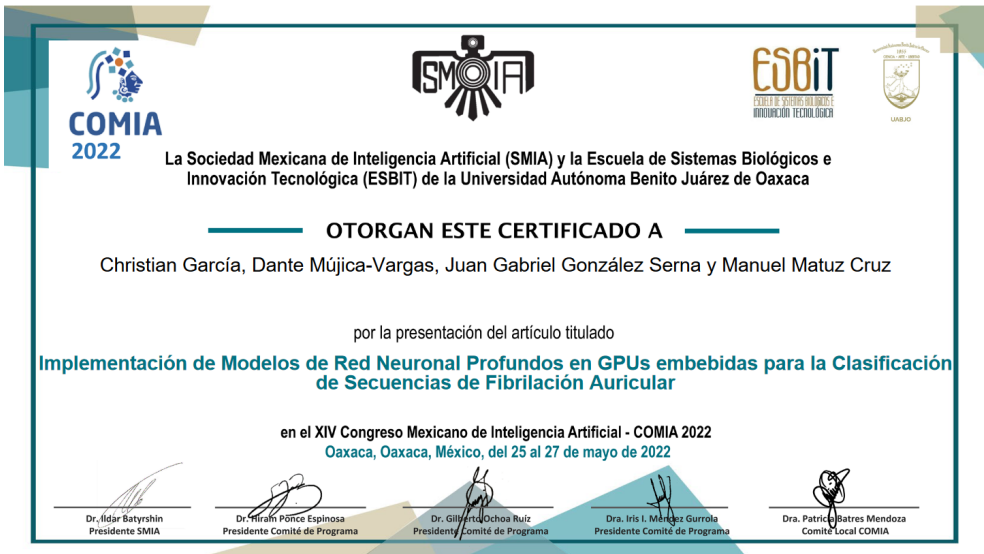 COMIA
2022
SMIA
ESBiT
ESCUELA DE SISTEMAS BIOLÓGICOS E
INNOVACIÓN TECNOLÓGICA
UABJO
La Sociedad Mexicana de Inteligencia Artificial (SMIA) y la Escuela de Sistemas Biológicos e
Innovación Tecnológica (ESBIT) de la Universidad Autónoma Benito Juárez de Oaxaca
OTORGAN ESTE CERTIFICADO A
Christian García, Dante Mújica-Vargas, Juan Gabriel González Serna y Manuel Matuz Cruz
por la presentación del artículo titulado
Implementación de Modelos de Red Neuronal Profundos en GPUs embebidas para la Clasificación
de Secuencias de Fibrilación Auricular
en el XIV Congreso Mexicano de Inteligencia Artificial - COMIA 2022
Oaxaca, Oaxaca, México, del 25 al 27 de mayo de 2022
Dr. Ildar Batyrshin
Presidente SMIA
Dr. Hiram Ponce Espinosa
Presidente Comité de Programa
Dr. Gilberto Ochoa Ruíz
Presidente Comité de Programa
Dra. Iris I. Méndez Gurrola
Presidente Comité de Programa
Dra. Patricia Batres Mendoza
Comité Local COMIA